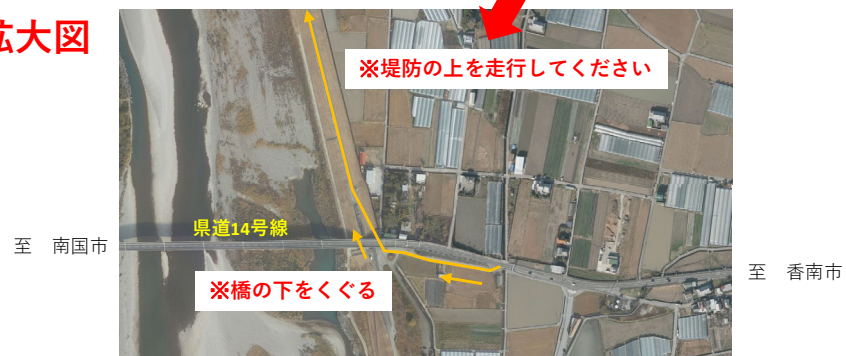 拡大図
※堤防の上を走行してください
県道14号線
至　南国市
至　香南市
※橋の下をくぐる